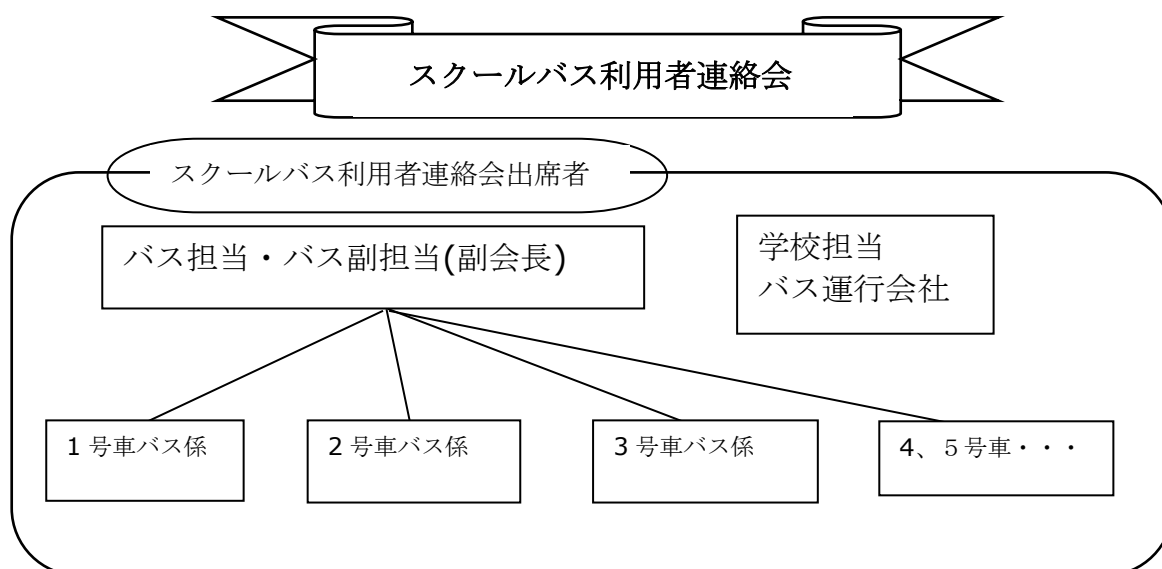 スクールバス利用者連絡会
スクールバス利用者連絡会出席者
バス担当・バス副担当(副会長)
学校担当
バス運行会社
1 号車バス係
2 号車バス係
3 号車バス係
4、５号車・・・